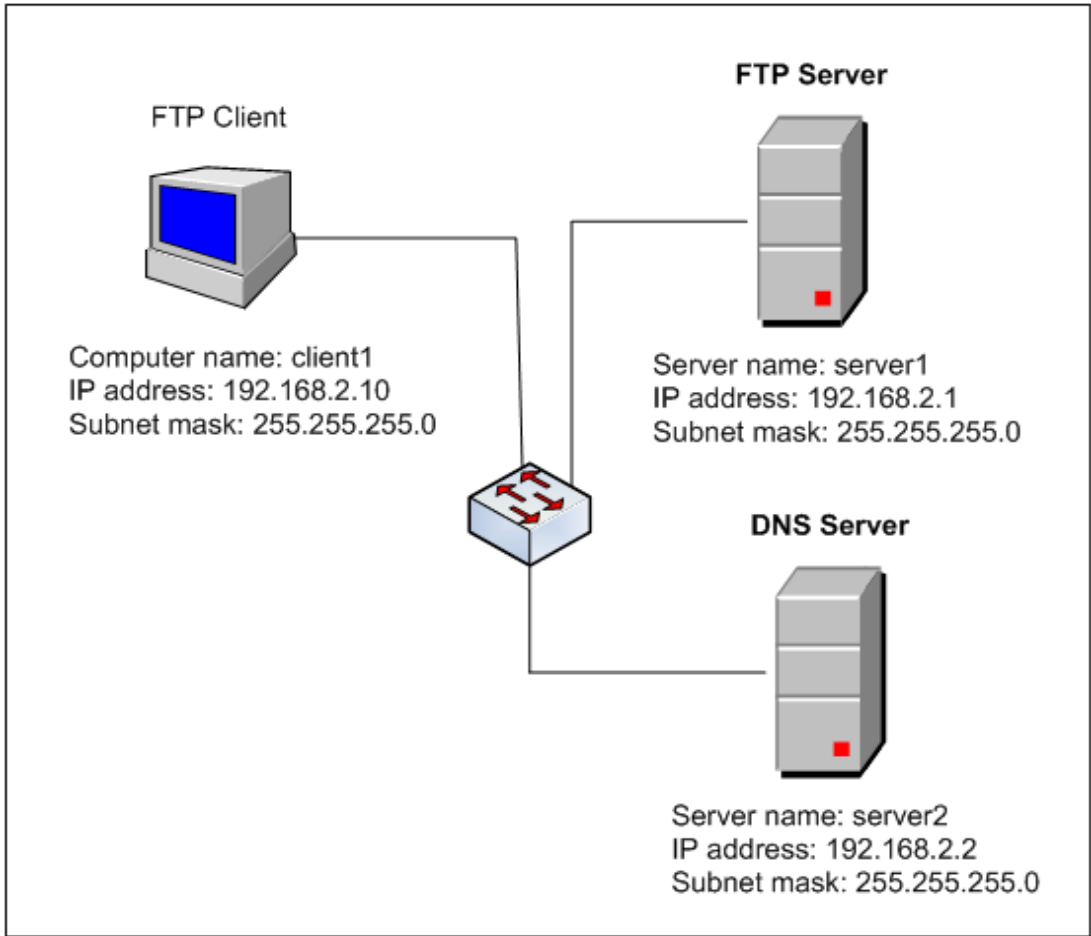 FTP Client
Computer name: client1
IP address: 192.168.2.10
Subnet mask: 255.255.255.0
FTP Server
Server name: server1
IP address: 192.168.2.1
Subnet mask: 255.255.255.0
DNS Server
Server name: server2
IP address: 192.168.2.2
Subnet mask: 255.255.255.0